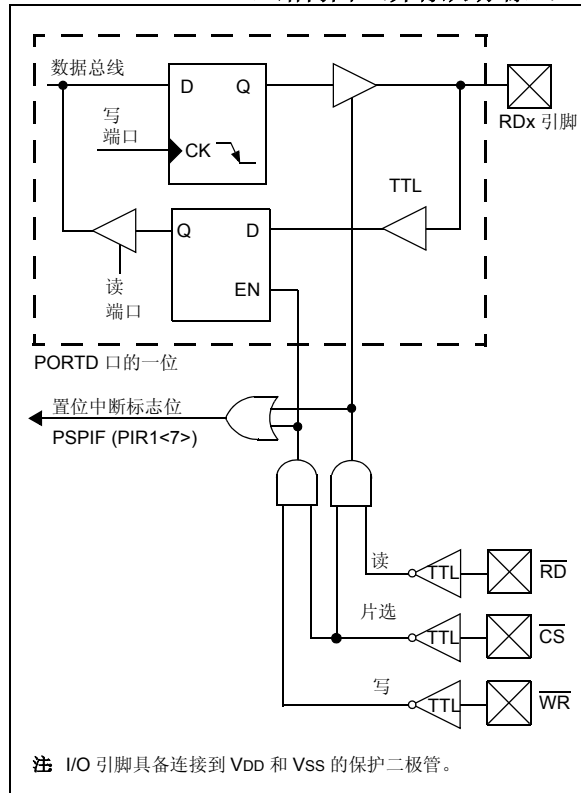 数据总线
D Q
写
端口
CK
RDx 引脚
TTL
Q D
EN
读
端口
PORTD 口的一位
置位中断标志位
PSPIF (PIR1<7>)
读
TTL
RD
片选
TTL
CS
写
TTL
WR
注 I/O 引脚具备连接到 VDD 和 VSS 的保护二极管。